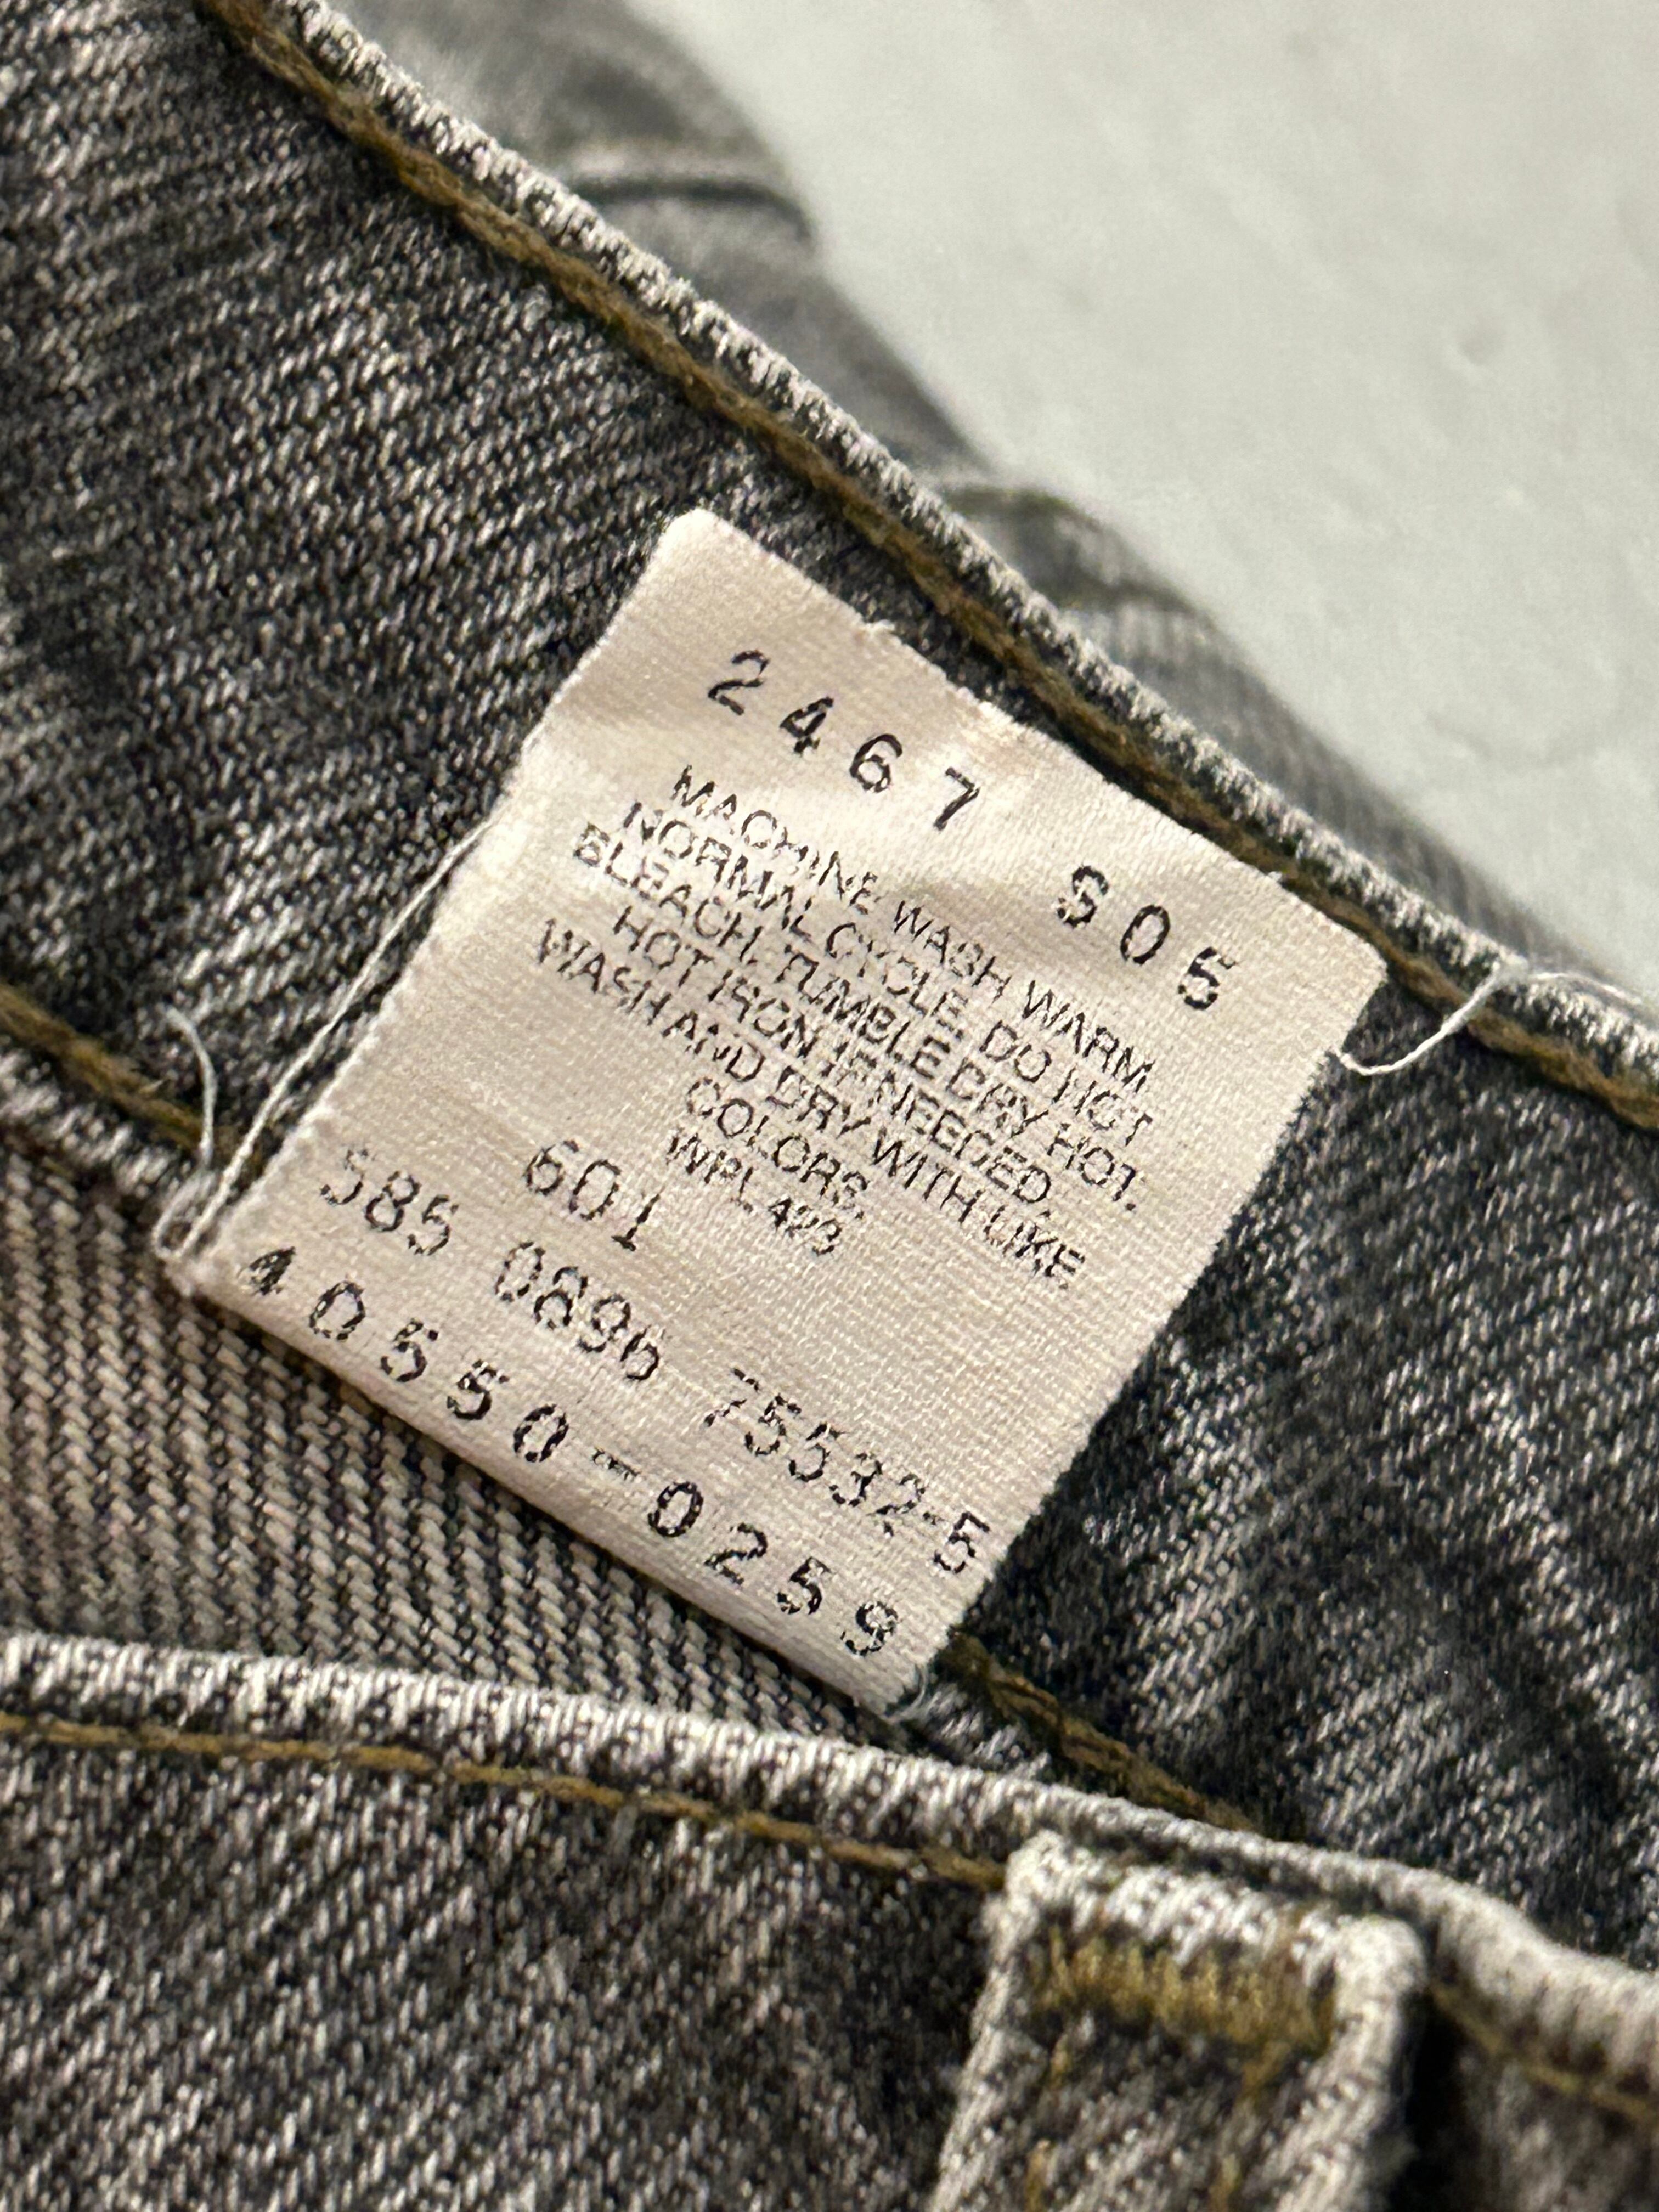 2467 S05
MACHINE WASH WARM
NORMAL CYCLE. DO NOT
BLEACH. TUMBLE DRY HOT.
HOT IRON IF NEEDED.
WASH AND DRY WITH LIKE
COLORS.
WPL 423
601
585 0896 75532-5
40550-0259